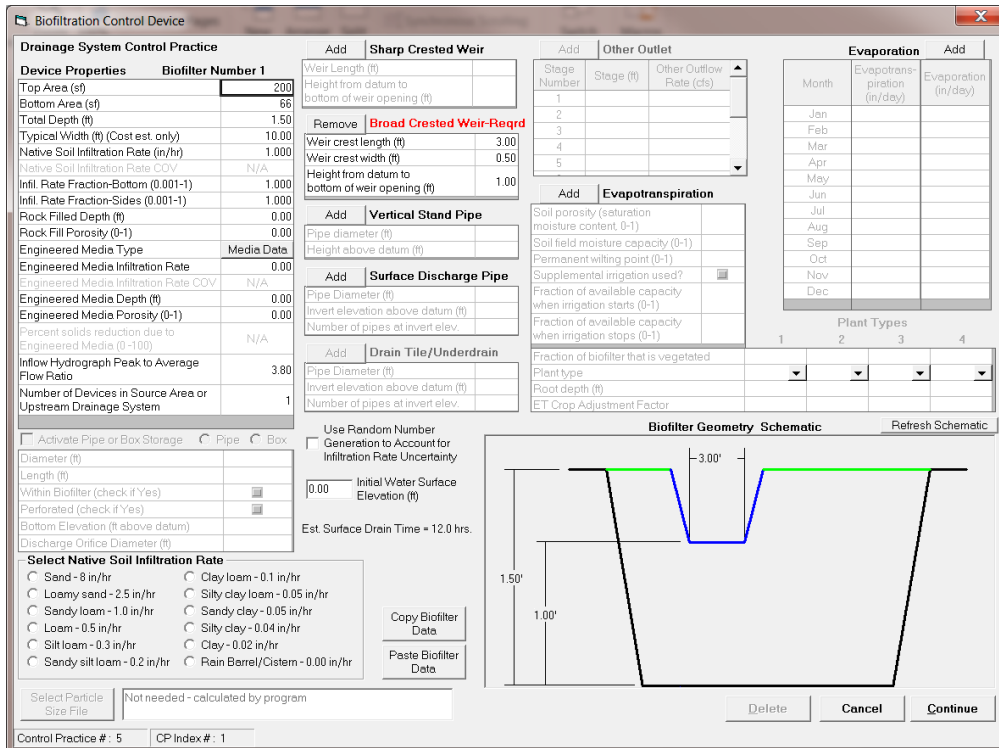 Biofiltration Control Device
Drainage System Control Practice
Device Properties Biofilter Number 1
Top Area (sf) 200
Bottom Area (sf) 66
Total Depth (ft) 1.50
Typical Width (ft) (Cost est. only) 10.00
Native Soil Infiltration Rate (in/hr) 1.000
Native Soil Infiltration Rate COV N/A
Infil. Rate Fraction-Bottom (0.001-1) 1.000
Infil. Rate Fraction-Sides (0.001-1) 1.000
Rock Filled Depth (ft) 0.00
Rock Fill Porosity (0-1) 0.00
Engineered Media Type Media Data
Engineered Media Infiltration Rate 0.00
Engineered Media Infiltration Rate COV N/A
Engineered Media Depth (ft) 0.00
Engineered Media Porosity (0-1) 0.00
Percent solids reduction due to
Engineered Media (0 -100) N/A
Inflow Hydrograph Peak to Average
Flow Ratio 3.80
Number of Devices in Source Area or
Upstream Drainage System 1
Activate Pipe or Box Storage Pipe Box
Diameter (ft)
Length (ft)
Within Biofilter (check if Yes)
Perforated (check if Yes)
Bottom Elevation (ft above datum)
Discharge Orifice Diameter (ft)
Select Native Soil Infiltration Rate
Sand - 8 in/hr
Loamy sand - 2.5 in/hr
Sandy loam - 1.0 in/hr
Loam - 0.5 in/hr
Silt loam - 0.3 in/hr
Sandy silt loam - 0.2 in/hr
Clay loam - 0.1 in/hr
Silty clay loam - 0.05 in/hr
Sandy clay - 0.05 in/hr
Silty clay - 0.04 in/hr
Clay - 0.02 in/hr
Rain Barrel/Cistern - 0.00 in/hr
Select Particle
Size File
Not needed - calculated by program
Control Practice #: 5 CP Index #: 1
Add Sharp Crested Weir
Weir Length (ft)
Height from datum to
bottom of weir opening (ft)
Remove Broad Crested Weir-Reqrd
Weir crest length (ft) 3.00
Weir crest width (ft) 0.50
Height from datum to
bottom of weir opening (ft) 1.00
Add Vertical Stand Pipe
Pipe diameter (ft)
Height above datum (ft)
Add Surface Discharge Pipe
Pipe Diameter (ft)
Invert elevation above datum (ft)
Number of pipes at invert elev.
Add Drain Tile/Underdrain
Pipe Diameter (ft)
Invert elevation above datum (ft)
Number of pipes at invert elev.
Use Random Number
Generation to Account for
Infiltration Rate Uncertainty
0.00 Initial Water Surface
Elevation (ft)
Est. Surface Drain Time = 12.0 hrs.
Copy Biofilter
Data
Paste Biofilter
Data
Add Other Outlet
Stage
Number
Stage (ft)
Other Outflow
Rate (cfs)
1
2
3
4
5
Add Evapotranspiration
Soil porosity (saturation
moisture content, 0-1)
Soil field moisture capacity (0-1)
Permanent wilting point (0-1)
Supplemental irrigation used?
Fraction of available capacity
when irrigation starts (0-1)
Fraction of available capacity
when irrigation stops (0-1)
Fraction of biofilter that is vegetated
Plant type
Root depth (ft)
ET Crop Adjustment Factor
Evaporation Add
Month
Evapotrans-
piration
(in/day)
Evaporation
(in/day)
Jan
Feb
Mar
Apr
May
Jun
Jul
Aug
Sep
Oct
Nov
Dec
Plant Types
1 2 3 4
Biofilter Geometry Schematic Refresh Schematic
3.00'
1.50'
1.00'
Delete Cancel Continue